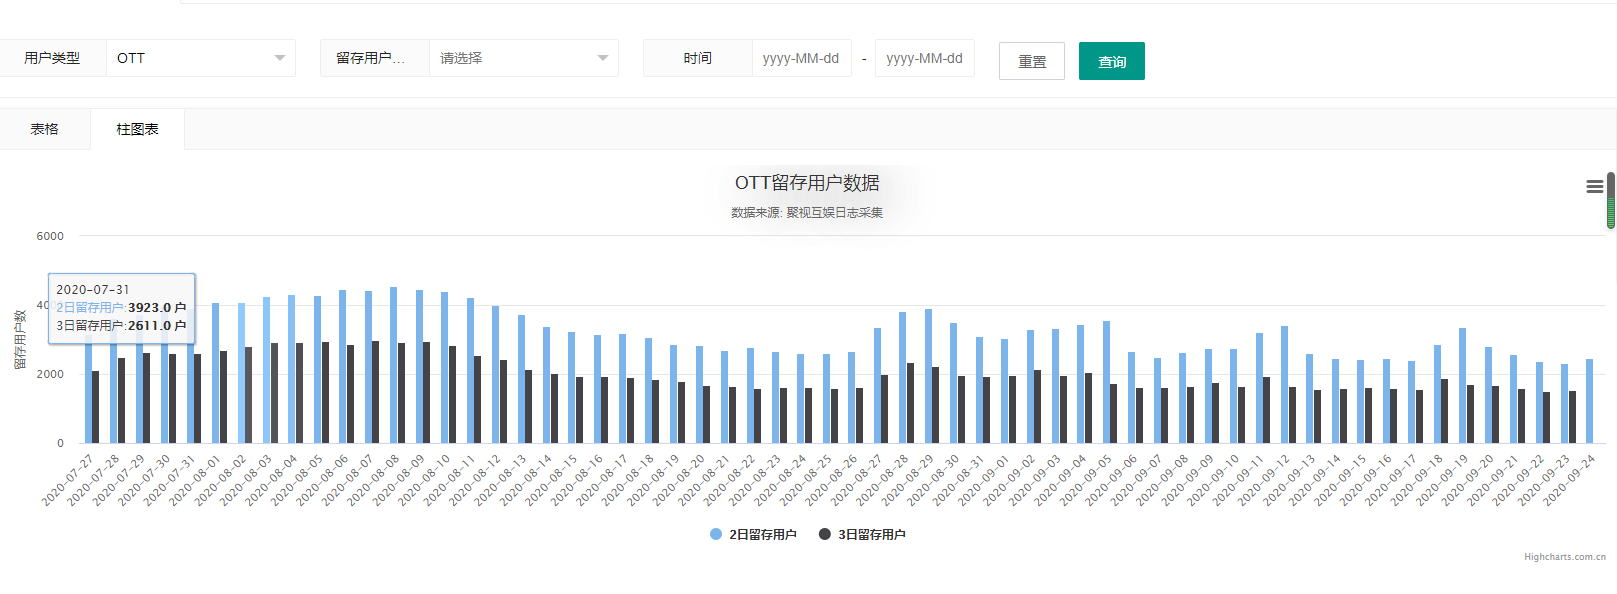 用户类型 OTT 留存用户... 请选择 时间 yyyy-MM-dd - yyyy-MM-dd 重置 查询
表格 柱图表
OTT留存用户数据
数据来源: 聚视互娱日志采集
6000
2020-07-31
2日留存用户:3923.0 户
3日留存用户:2611.0 户
留存用户数
2000
0
2020-07-27 2020-07-28 2020-07-29 2020-07-30 2020-07-31 2020-08-01 2020-08-02 2020-08-03 2020-08-04 2020-08-05 2020-08-06 2020-08-07 2020-08-08 2020-08-09 2020-08-10 2020-08-11 2020-08-12 2020-08-13 2020-08-14 2020-08-15 2020-08-16 2020-08-17 2020-08-18 2020-08-19 2020-08-20 2020-08-21 2020-08-22 2020-08-23 2020-08-24 2020-08-25 2020-08-26 2020-08-27 2020-08-28 2020-08-29 2020-08-30 2020-08-31 2020-09-01 2020-09-02 2020-09-03 2020-09-04 2020-09-05 2020-09-06 2020-09-07 2020-09-08 2020-09-09 2020-09-10 2020-09-11 2020-09-12 2020-09-13 2020-09-14 2020-09-15 2020-09-16 2020-09-17 2020-09-18 2020-09-19 2020-09-20 2020-09-21 2020-09-22 2020-09-23 2020-09-24
2日留存用户 3日留存用户
Highcharts.com.cn